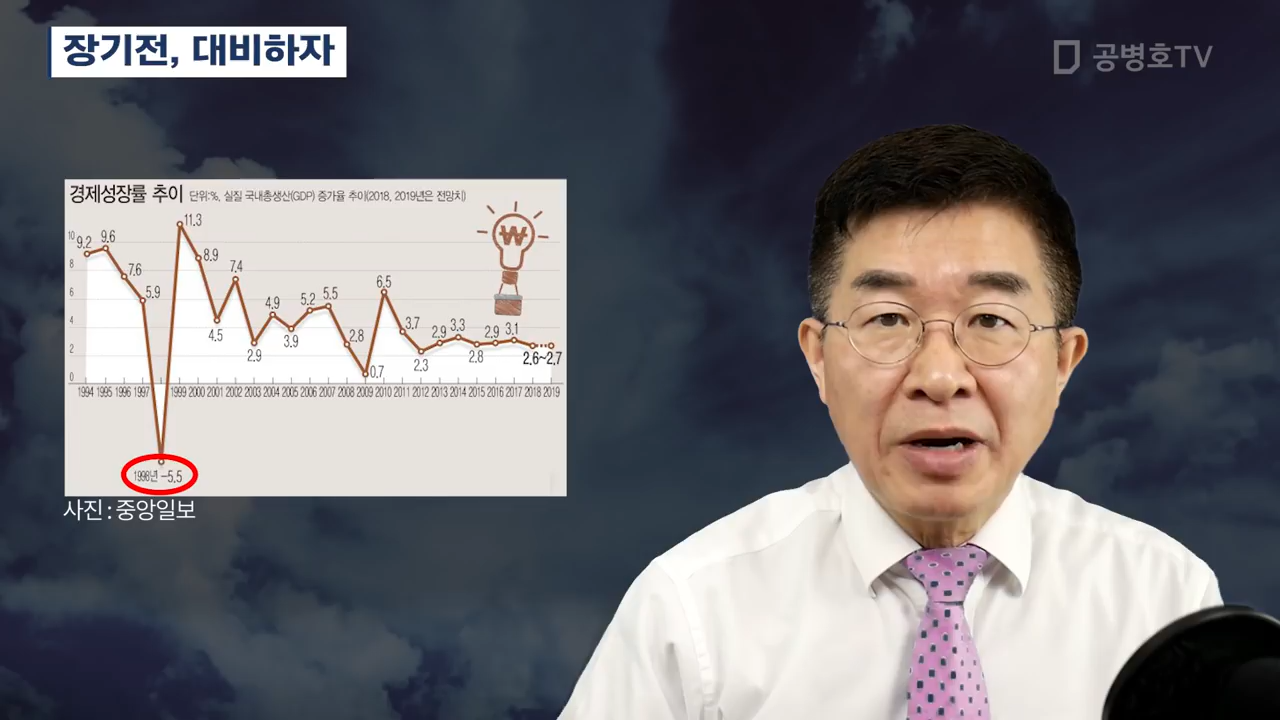 장기전, 대비하자
공병호TV
경제성장률 추이 단위:%, 실질 국내총생산(GDP) 증가율 추이(2018, 2019년은 전망치)
10 9.2 9.6 11.3
8 7.6 8.9 7.4
6 5.9 5.2 5.5 6.5
4 4.5 4.9 3.9 3.7 3.3
2 2.9 2.8 2.3 2.9 2.8 2.9 3.1 2.6~2.7
0 0.7
1994 1995 1996 1997 1999 2000 2001 2002 2003 2004 2005 2006 2007 2008 2009 2010 2011 2012 2013 2014 2015 2016 2017 2018 2019
1998년 -5.5
사진 : 중앙일보